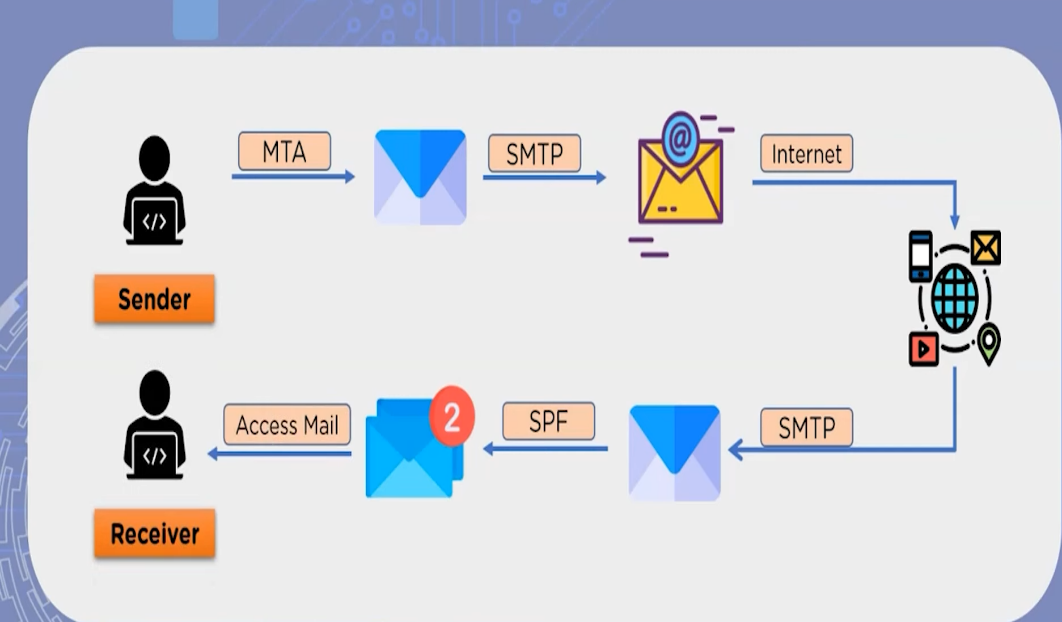 MTA
SMTP
@
Internet
</>
Sender
2
Access Mail
SPF
SMTP
</>
Receiver